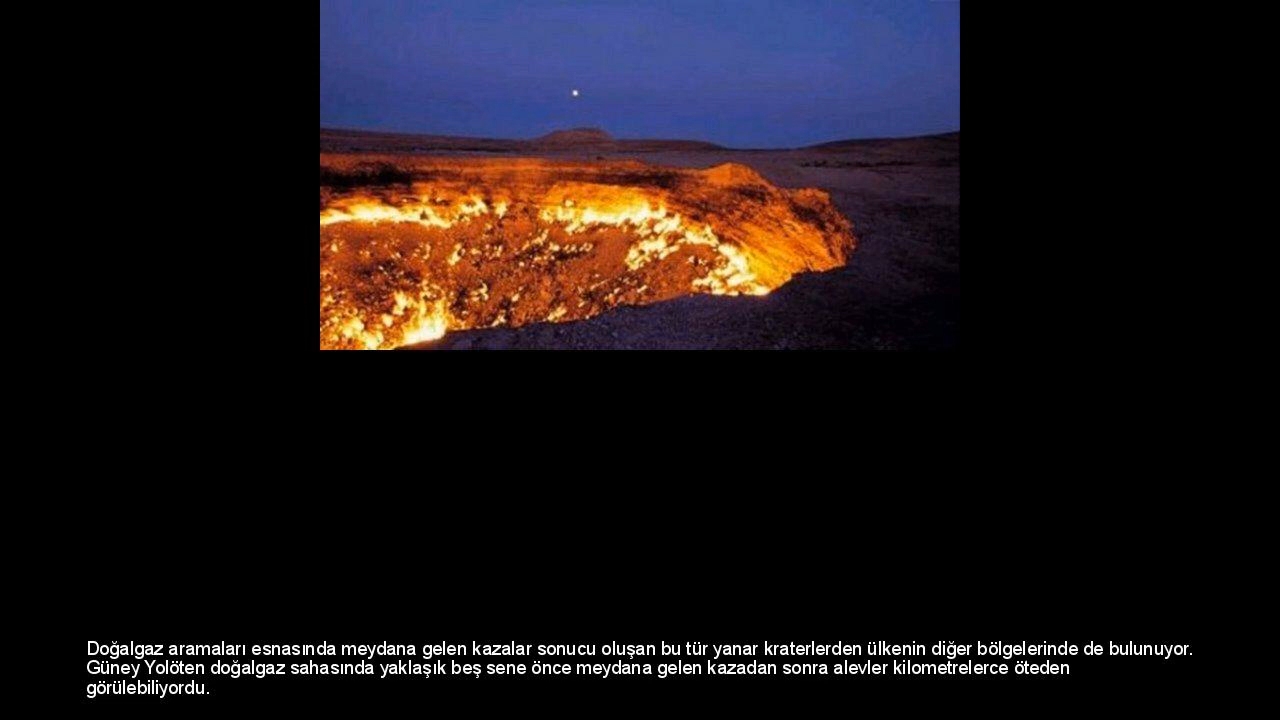 Doğalgaz aramaları esnasında meydana gelen kazalar sonucu oluşan bu tür yanar kraterlerden ülkenin diğer bölgelerinde de bulunuyor.
Güney Yolöten doğalgaz sahasında yaklaşık beş sene önce meydana gelen kazadan sonra alevler kilometrelerce öteden
görülebiliyordu.